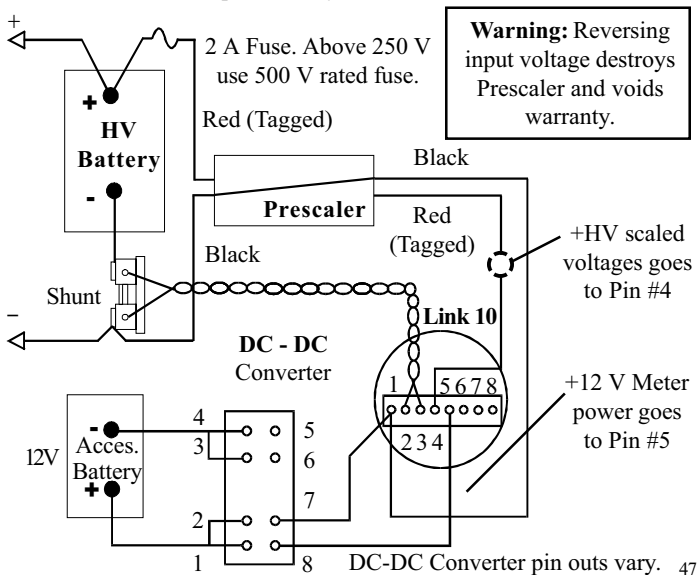 +
2 A Fuse. Above 250 V
use 500 V rated fuse.
Warning: Reversing
input voltage destroys
Prescaler and voids
warranty.
+
HV
Battery
-
Red (Tagged)
Black
Prescaler
Red
(Tagged)
+HV scaled
voltages goes
to Pin #4
Black
Shunt
–
Link 10
DC - DC
Converter
1 5 6 7 8
2 3 4
+12 V Meter
power goes
to Pin #5
12V
-
Acces.
Battery
+
4 5
3 6
7
2
1 8
DC-DC Converter pin outs vary.
47